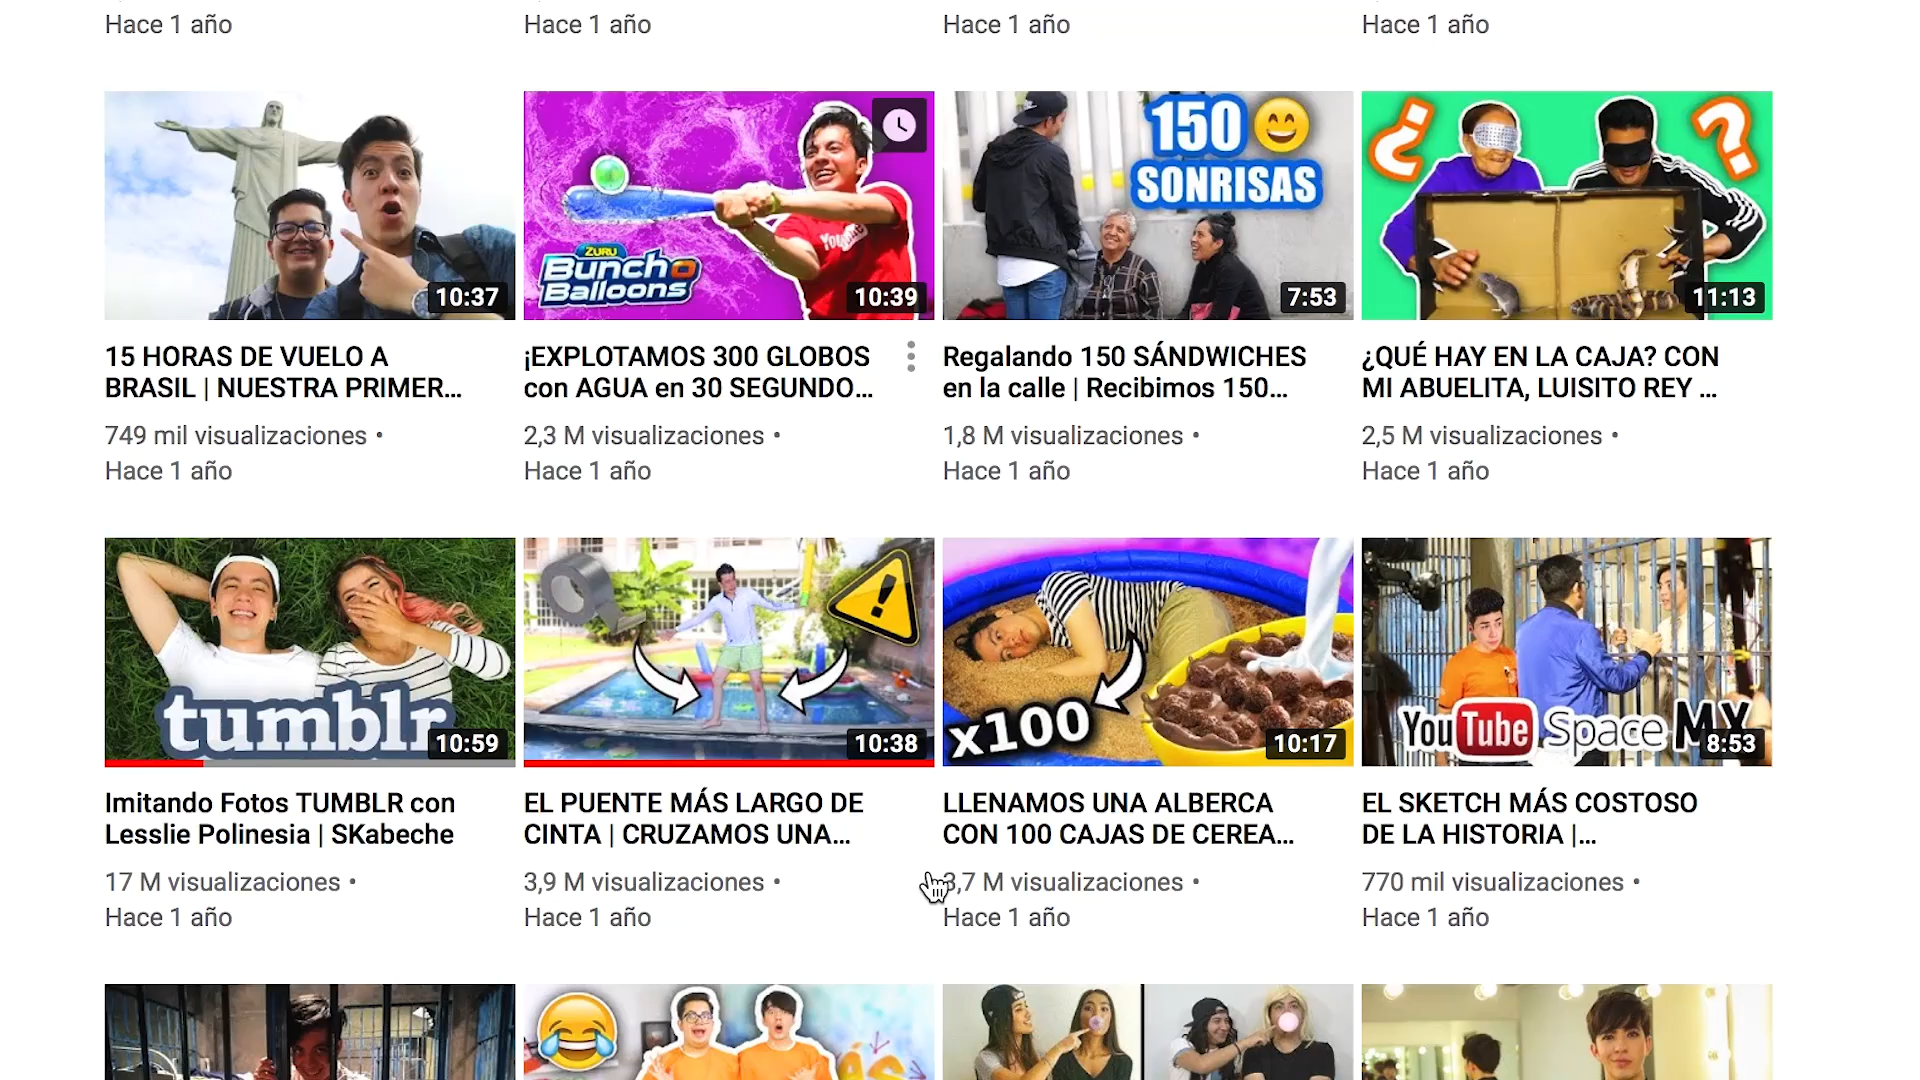 Hace 1 año
Hace 1 año
Hace 1 año
Hace 1 año
10:37
ZURU
Bunch o
Balloons
YouTube
10:39
150
SONRISAS
7:53
¿
?
11:13
15 HORAS DE VUELO A
BRASIL | NUESTRA PRIMER...
749 mil visualizaciones •
Hace 1 año
¡EXPLOTAMOS 300 GLOBOS
con AGUA en 30 SEGUNDO...
2,3 M visualizaciones •
Hace 1 año
Regalando 150 SÁNDWICHES
en la calle | Recibimos 150...
1,8 M visualizaciones •
Hace 1 año
¿QUÉ HAY EN LA CAJA? CON
MI ABUELITA, LUISITO REY ...
2,5 M visualizaciones •
Hace 1 año
tumblr
10:59
!
10:38
x100
10:17
YouTube Space MX
8:53
Imitando Fotos TUMBLR con
Lesslie Polinesia | SKabeche
17 M visualizaciones •
Hace 1 año
EL PUENTE MÁS LARGO DE
CINTA | CRUZAMOS UNA...
3,9 M visualizaciones •
Hace 1 año
LLENAMOS UNA ALBERCA
CON 100 CAJAS DE CEREA...
3,7 M visualizaciones •
Hace 1 año
EL SKETCH MÁS COSTOSO
DE LA HISTORIA |...
770 mil visualizaciones •
Hace 1 año